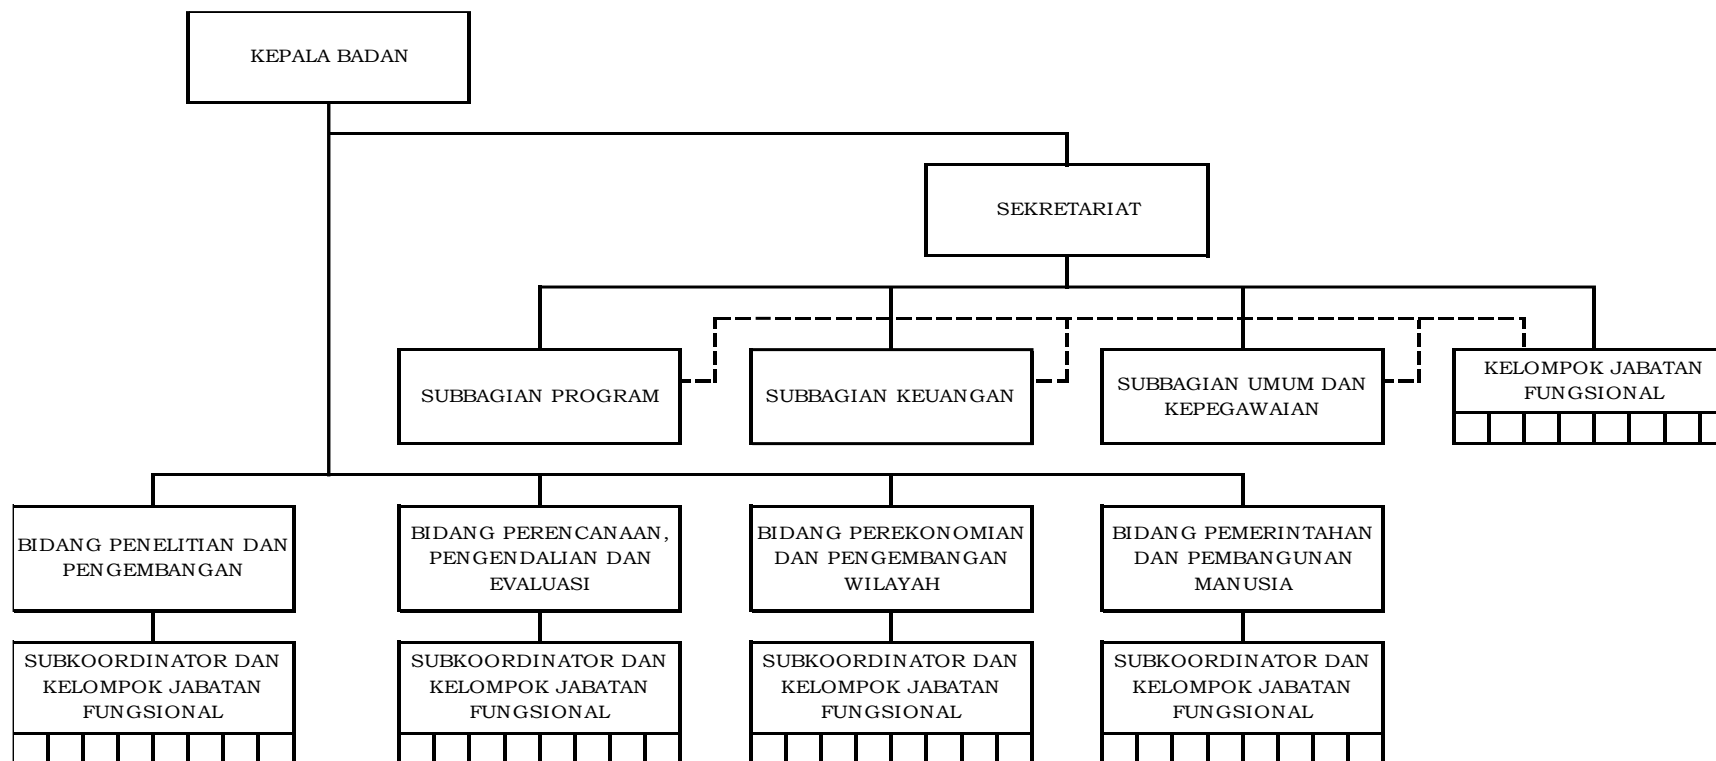 KEPALA BADAN
SEKRETARIAT
SUBBAGIAN PROGRAM
SUBBAGIAN KEUANGAN
SUBBAGIAN UMUM DAN
KEPEGAWAIAN
KELOMPOK JABATAN
FUNGSIONAL
BIDANG PENELITIAN DAN
PENGEMBANGAN
BIDANG PERENCANAAN,
PENGENDALIAN DAN
EVALUASI
BIDANG PEREKONOMIAN
DAN PENGEMBANGAN
WILAYAH
BIDANG PEMERINTAHAN
DAN PEMBANGUNAN
MANUSIA
SUBKOORDINATOR DAN
KELOMPOK JABATAN
FUNGSIONAL
SUBKOORDINATOR DAN
KELOMPOK JABATAN
FUNGSIONAL
SUBKOORDINATOR DAN
KELOMPOK JABATAN
FUNGSIONAL
SUBKOORDINATOR DAN
KELOMPOK JABATAN
FUNGSIONAL